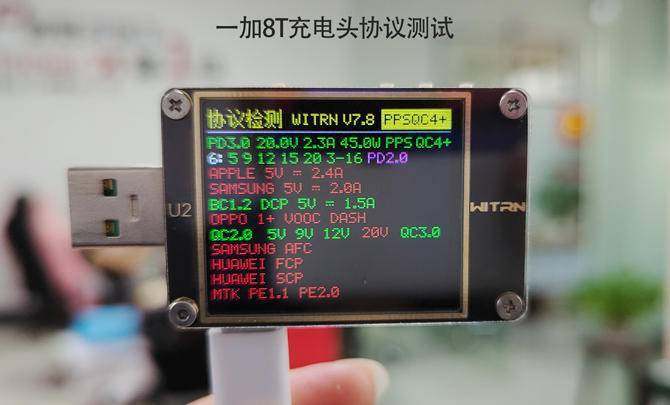 一加8T充电头协议测试
协议检测 WITRN V7.8 PPSQC4+
PD3.0 20.0V 2.3A 45.0W PPS QC4+
6: 5 9 12 15 20 3-16 PD2.0
APPLE 5V = 2.4A
SAMSUNG 5V = 2.0A
BC1.2 DCP 5V = 1.5A
OPPO 1+ VOOC DASH
QC2.0 5V 9V 12V 20V QC3.0
SAMSUNG AFC
HUAWEI FCP
HUAWEI SCP
MTK PE1.1 PE2.0
U2
WITRN